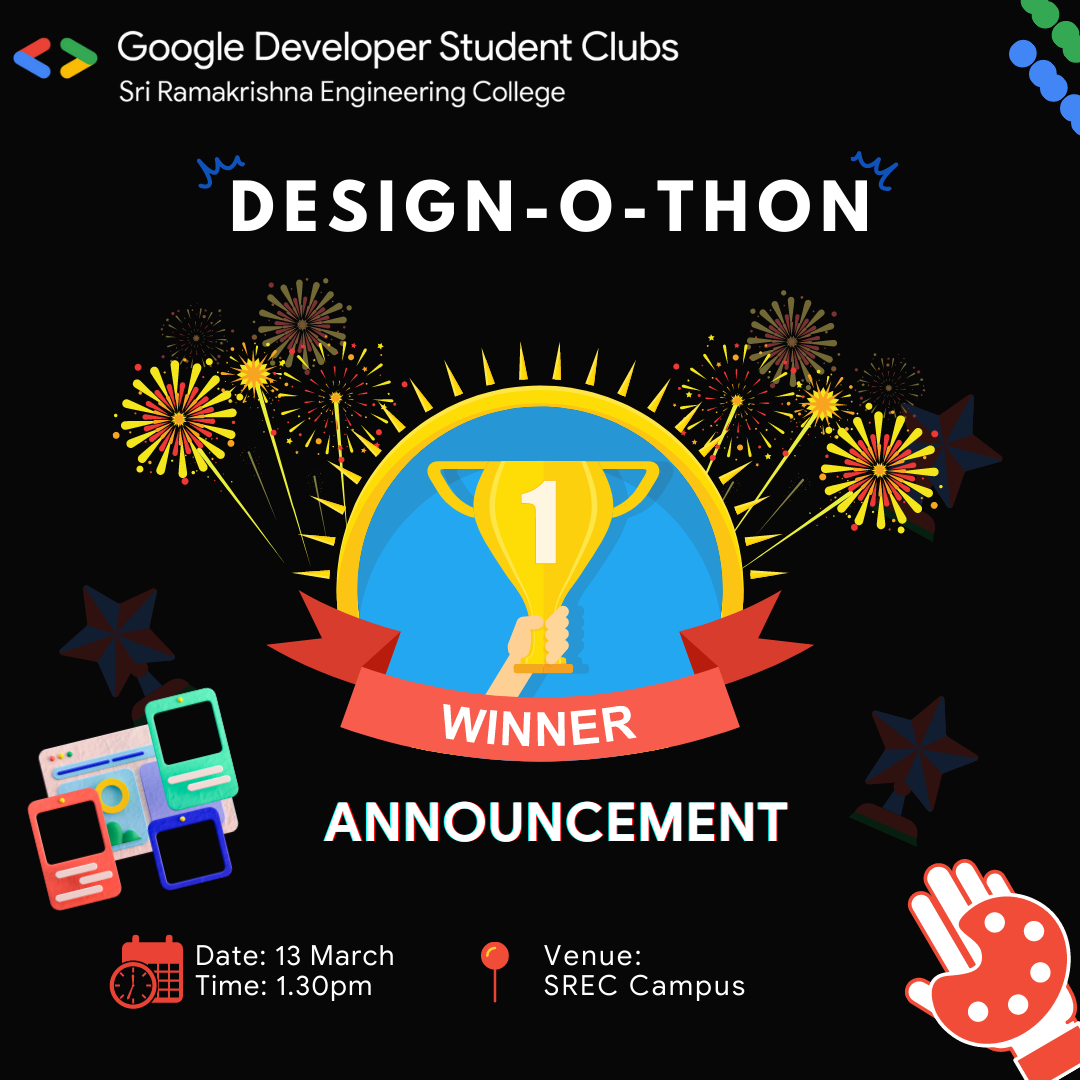 Google Developer Student Clubs
Sri Ramakrishna Engineering College
DESIGN-O-THON
1
WINNER
ANNOUNCEMENT
Date: 13 March
Time: 1.30pm
Venue:
SREC Campus